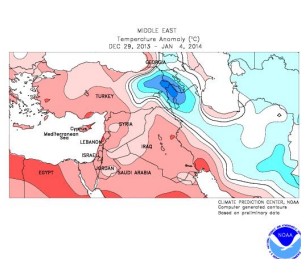 MIDDLE EAST
Temperature Anomaly (°C)
DEC 29, 2013 – JAN 4, 2014
GEORGIA
TURKEY
Cyprus
Mediterranean
Sea
SYRIA
LEBANON
IRAQ
ISRAEL
JORDAN
EGYPT
SAUDI ARABIA
CLIMATE PREDICTION CENTER, NOAA
Computer generated contours
Based on preliminary data
NOAA